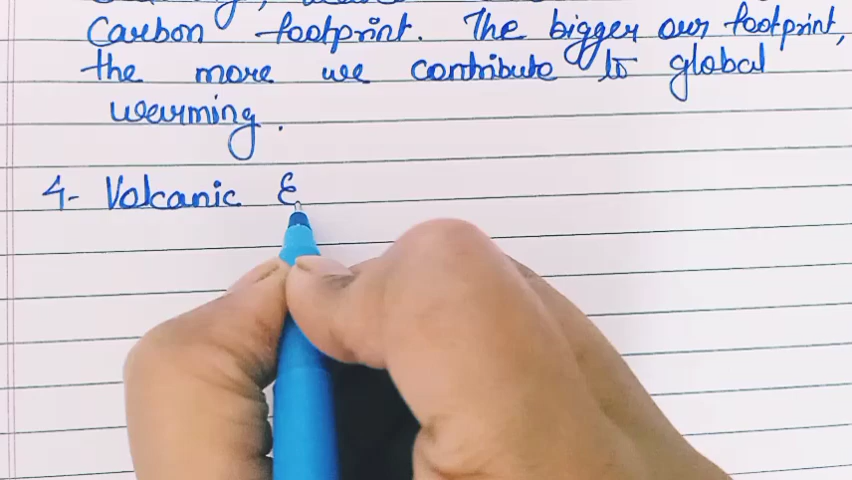 Carbon footprint. The bigger our footprint,
the more we contribute to global
warming.
4- Volcanic E